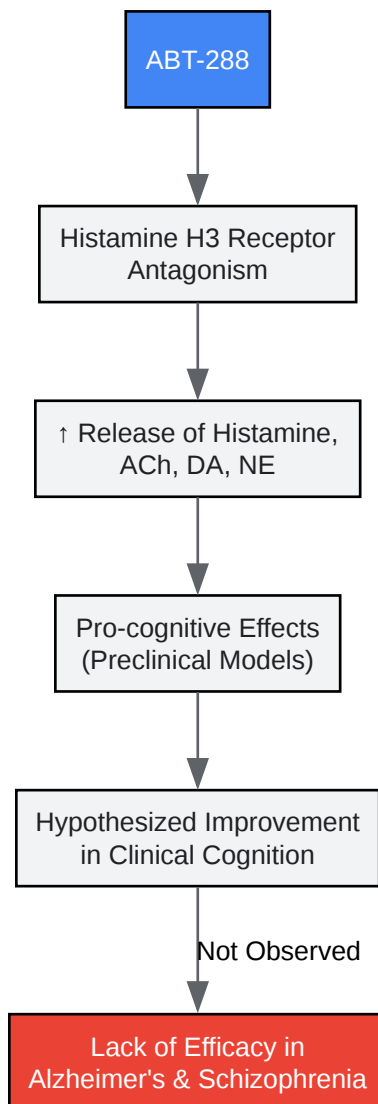 ABT-288
Histamine H3 Receptor
Antagonism
↑ Release of Histamine,
ACh, DA, NE
Pro-cognitive Effects
(Preclinical Models)
Hypothesized Improvement
in Clinical Cognition
Not Observed
Lack of Efficacy in
Alzheimer's & Schizophrenia